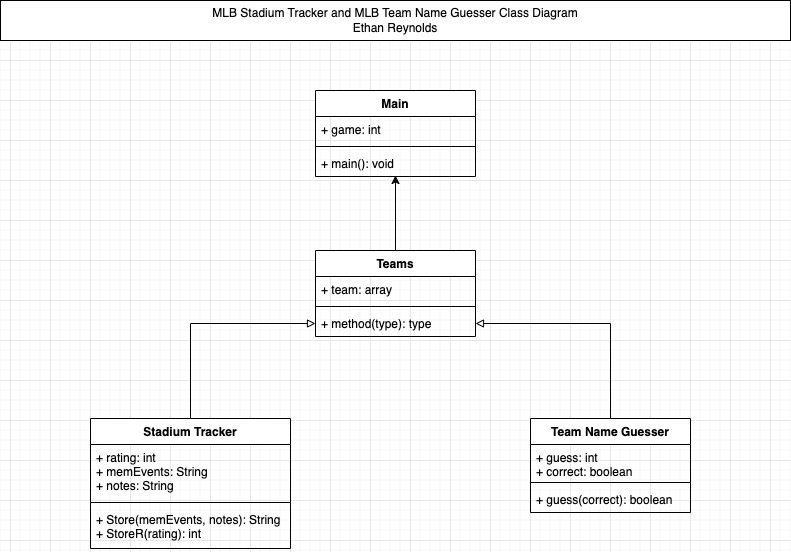 MLB Stadium Tracker and MLB Team Name Guesser Class Diagram
Ethan Reynolds
Main
+ game: int
+ main(): void
Teams
+ team: array
+ method(type): type
Stadium Tracker
+ rating: int
+ memEvents: String
+ notes: String
+ Store(memEvents, notes): String
+ StoreR(rating): int
Team Name Guesser
+ guess: int
+ correct: boolean
+ guess(correct): boolean